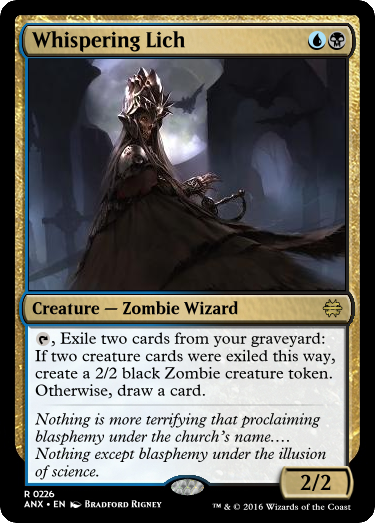 Whispering Lich
Creature — Zombie Wizard
, Exile two cards from your graveyard:
If two creature cards were exiled this way,
create a 2/2 black Zombie creature token.
Otherwise, draw a card.
Nothing is more terrifying that proclaiming
blasphemy under the church's name....
Nothing except blasphemy under the illusion
of science.
2/2
R 0226
ANX • EN BRADFORD RIGNEY
™ & © 2016 Wizards of the Coast